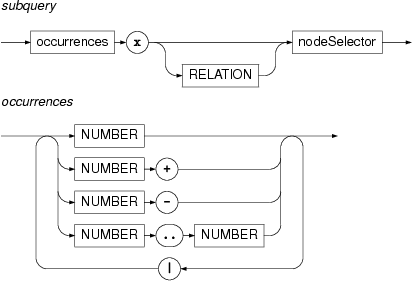 subquery
occurrences x nodeSelector
RELATION
occurrences
NUMBER
NUMBER +
NUMBER -
NUMBER .. NUMBER
|